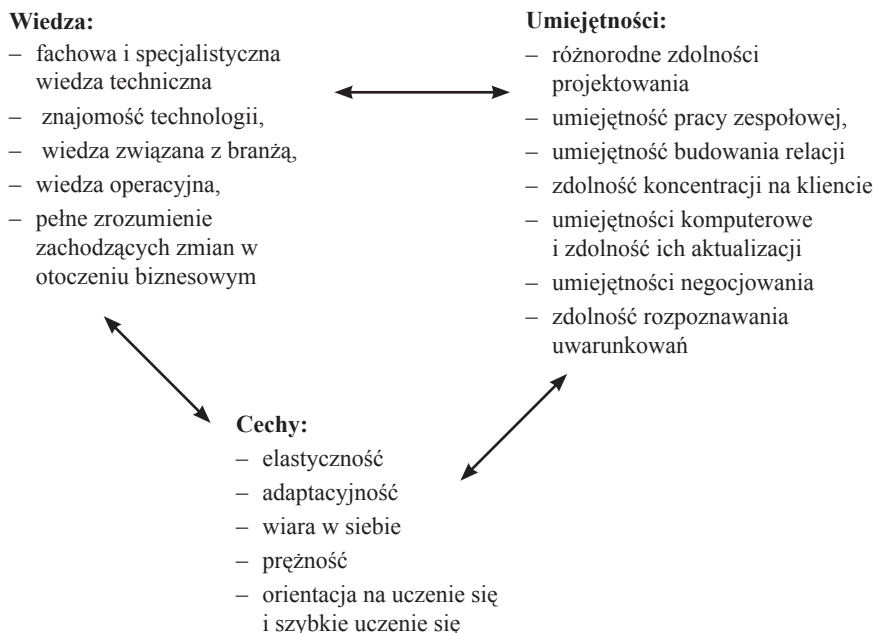 Wiedza:
– fachowa i specjalistyczna
wiedza techniczna
– znajomość technologii,
– wiedza związana z branżą,
– wiedza operacyjna,
– pełne zrozumienie
zachodzących zmian w
otoczeniu biznesowym
Umiejętności:
– różnorodne zdolności
projektowania
– umiejętność pracy zespołowej,
– umiejętność budowania relacji
– zdolność koncentracji na kliencie
– umiejętności komputerowe
i zdolność ich aktualizacji
– umiejętności negocjowania
– zdolność rozpoznawania
uwarunkowań
Cechy:
– elastyczność
– adaptacyjność
– wiara w siebie
– prężność
– orientacja na uczenie się
i szybkie uczenie się